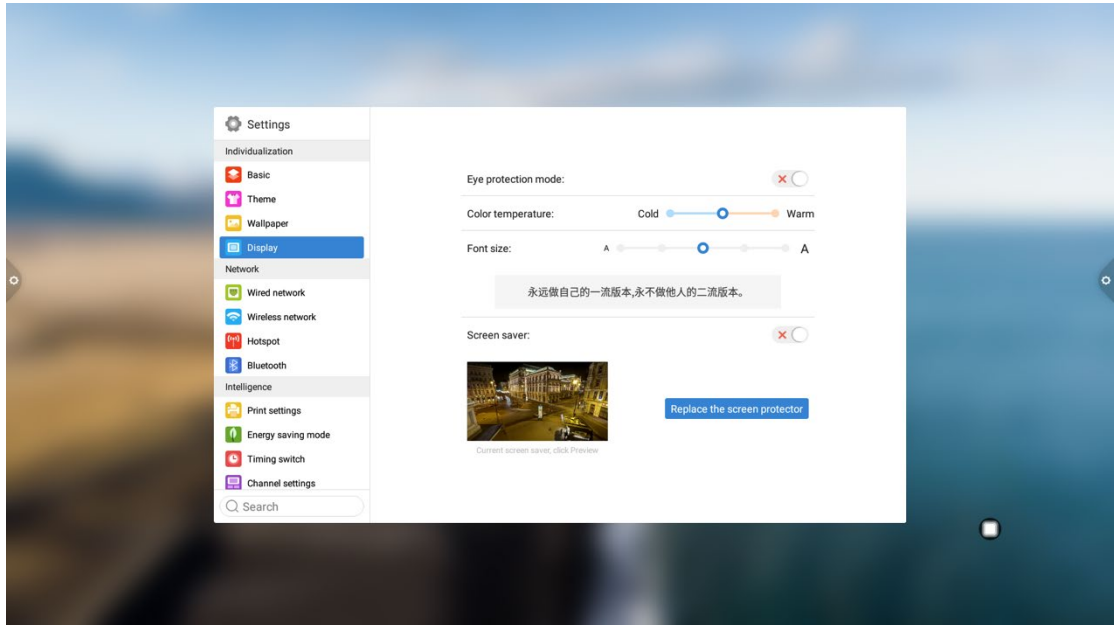 Settings
Individualization
Basic
Theme
Wallpaper
Display
Network
Wired network
Wireless network
Hotspot
Bluetooth
Intelligence
Print settings
Energy saving mode
Timing switch
Channel settings
Search
Eye protection mode:
Color temperature: Cold Warm
Font size: A A
永远做自己的一流版本,永不做他人的二流版本。
Screen saver:
Replace the screen protector
Current screen saver, click Preview